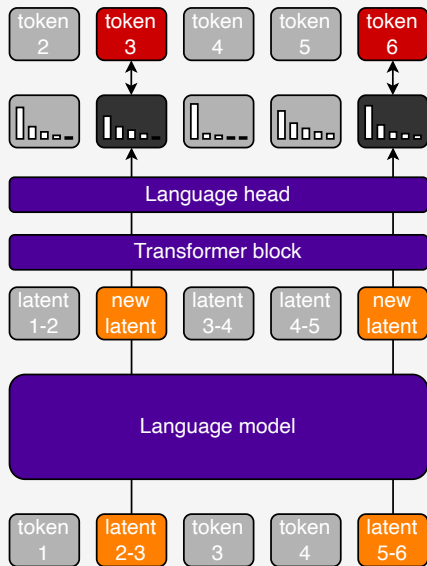 token token token token token
2 3 4 5 6
Language head
Transformer block
latent new latent latent new
1-2 latent 3-4 4-5 latent
Language model
token latent token token latent
1 2-3 3 4 5-6